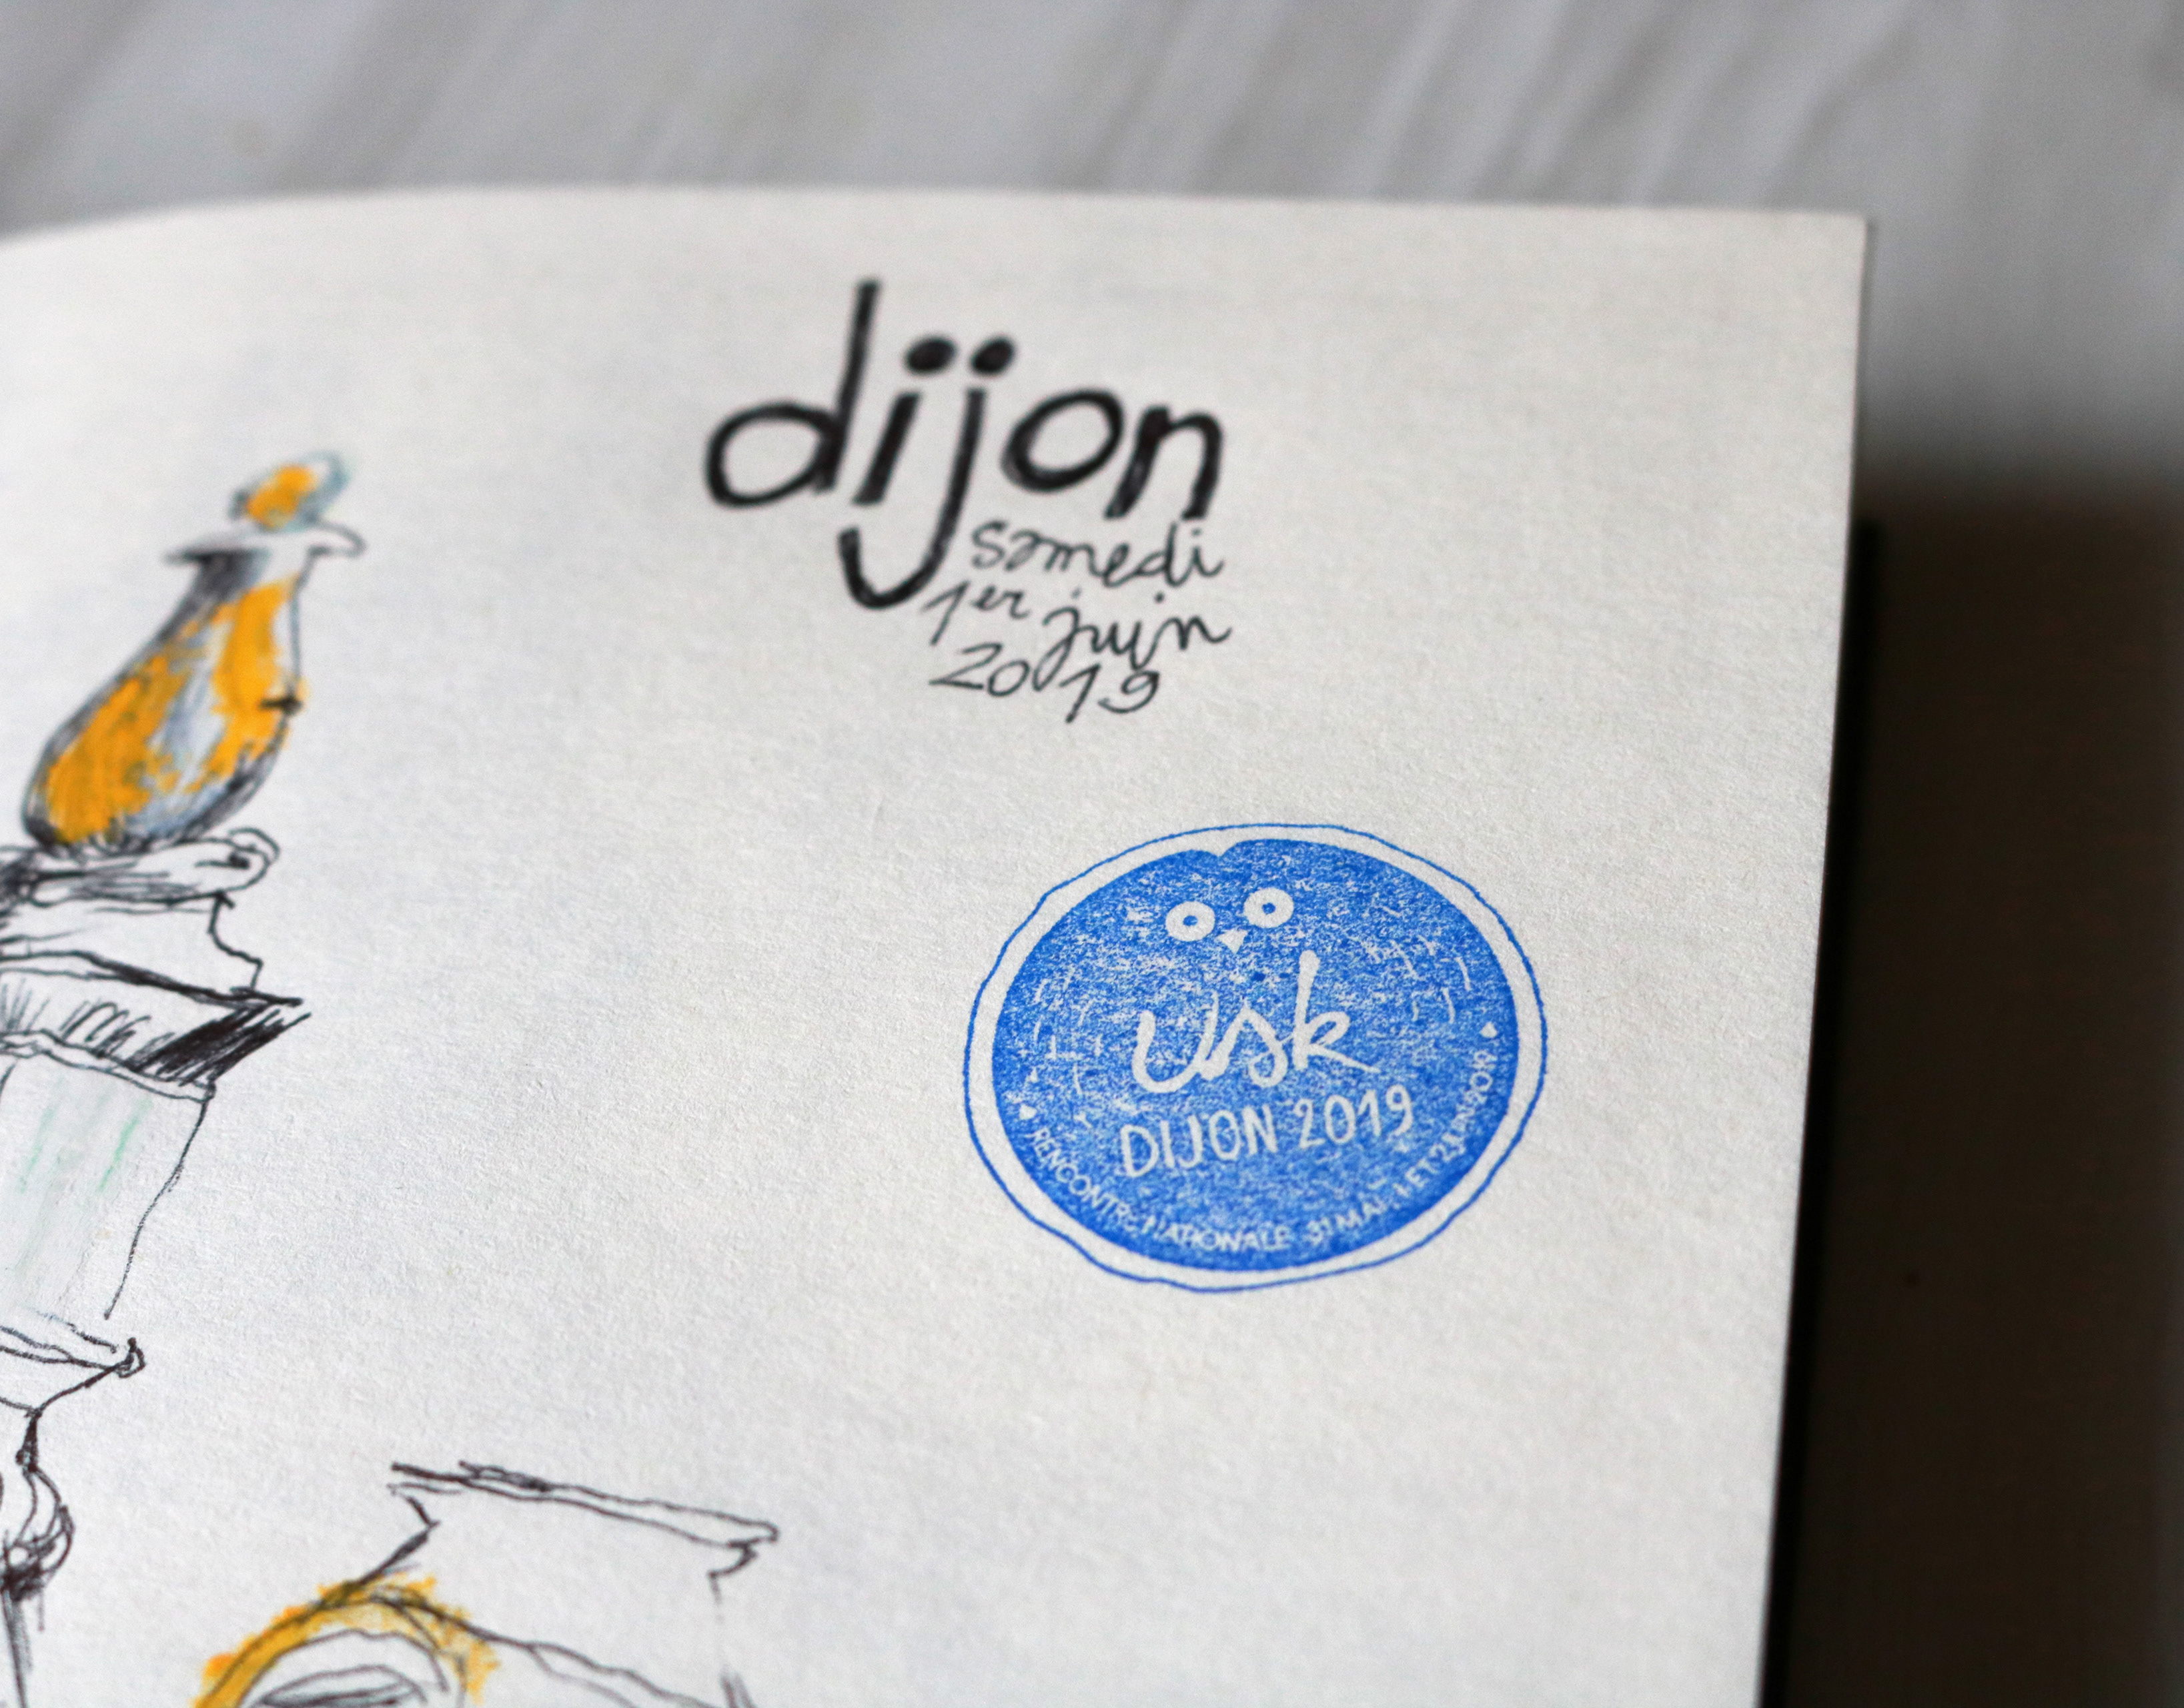 dijon
samedi
1er juin
2019
usk
DIJON 2019
RENCONTRE NATIONALE 31 MAI, 1 ET 2 JUIN 2019